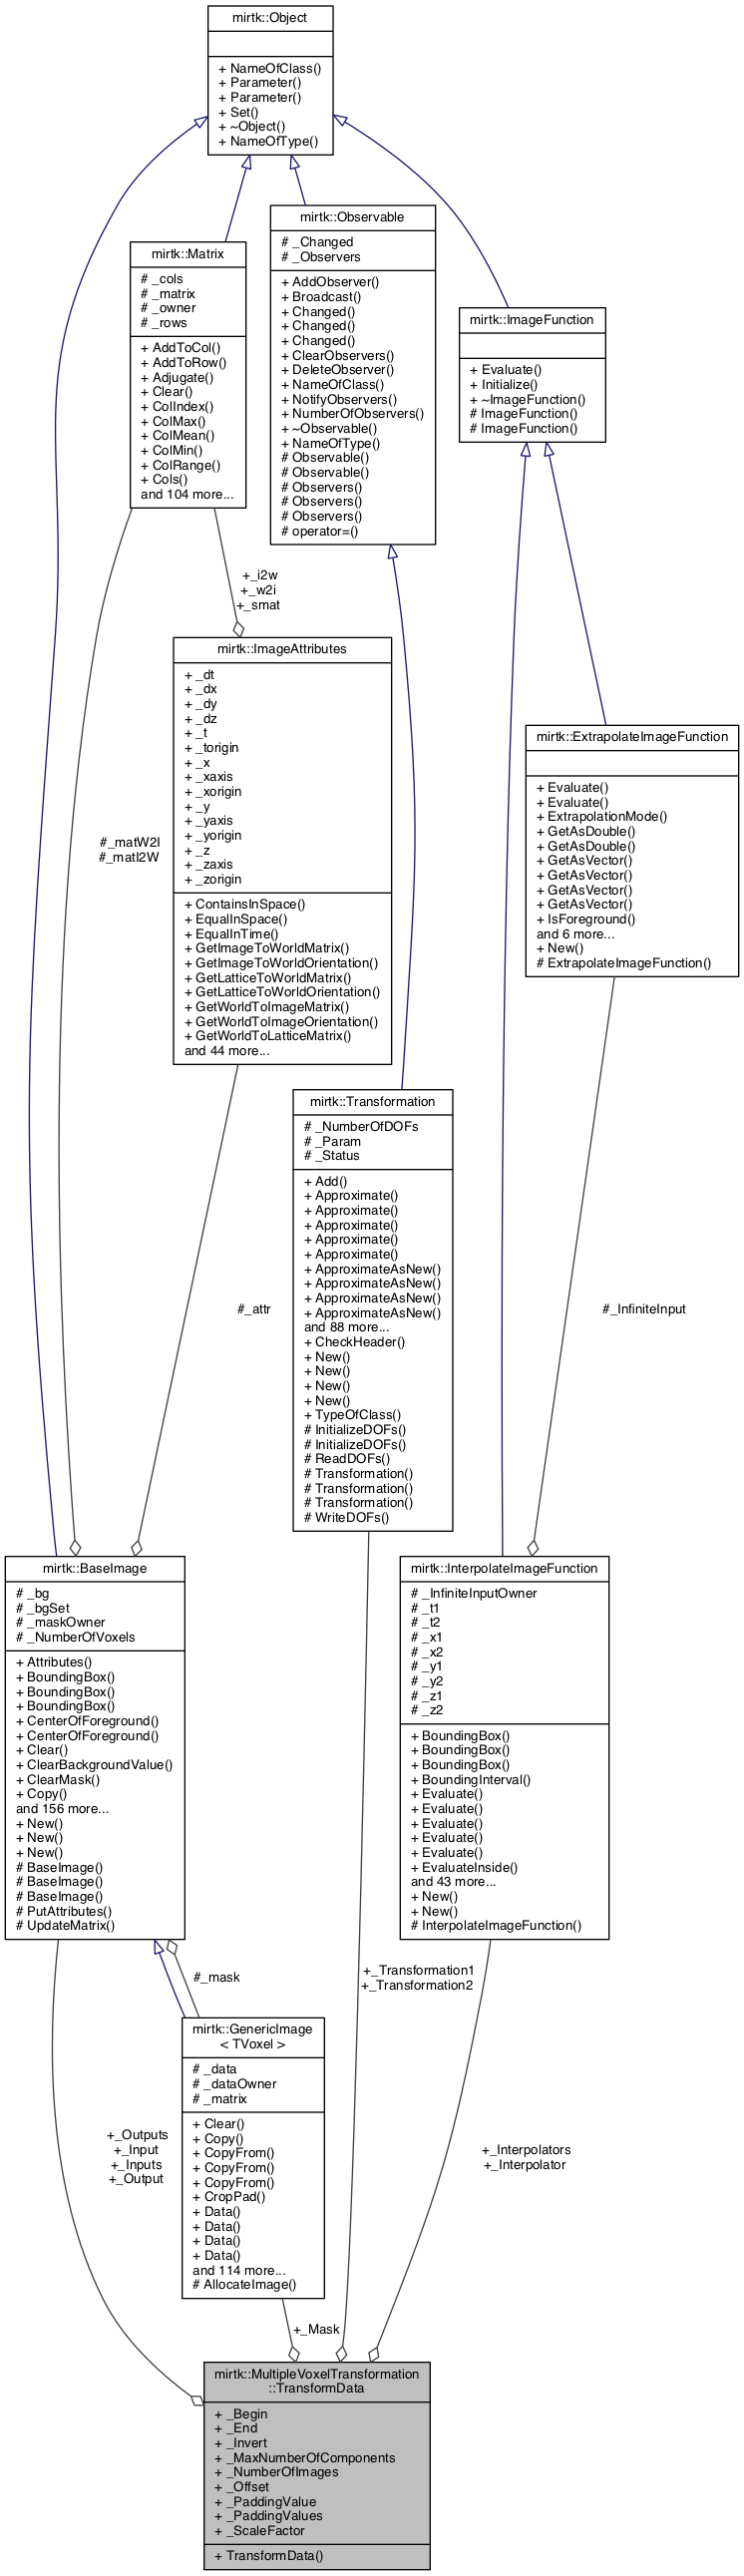 mirtk::Object
+ NameOfClass()
+ Parameter()
+ Parameter()
+ Set()
+ ~Object()
+ NameOfType()
mirtk::Matrix
# _cols
# _matrix
# _owner
# _rows
+ AddToCol()
+ AddToRow()
+ Adjugate()
+ Clear()
+ ColIndex()
+ ColMax()
+ ColMean()
+ ColMin()
+ ColRange()
+ Cols()
and 104 more...
mirtk::Observable
# _Changed
# _Observers
+ AddObserver()
+ Broadcast()
+ Changed()
+ Changed()
+ Changed()
+ ClearObservers()
+ DeleteObserver()
+ NameOfClass()
+ NotifyObservers()
+ NumberOfObservers()
+ ~Observable()
+ NameOfType()
# Observable()
# Observable()
# Observers()
# Observers()
# Observers()
# operator=()
mirtk::ImageFunction
+ Evaluate()
+ Initialize()
+ ~ImageFunction()
# ImageFunction()
# ImageFunction()
+_i2w
+_w2i
+_smat
mirtk::ImageAttributes
+ _dt
+ _dx
+ _dy
+ _dz
+ _t
+ _torigin
+ _x
+ _xaxis
+ _xorigin
+ _y
+ _yaxis
+ _yorigin
+ _z
+ _zaxis
+ _zorigin
+ ContainsInSpace()
+ EqualInSpace()
+ EqualInTime()
+ GetImageToWorldMatrix()
+ GetImageToWorldOrientation()
+ GetLatticeToWorldMatrix()
+ GetLatticeToWorldOrientation()
+ GetWorldToImageMatrix()
+ GetWorldToImageOrientation()
+ GetWorldToLatticeMatrix()
and 44 more...
mirtk::ExtrapolateImageFunction
+ Evaluate()
+ Evaluate()
+ ExtrapolationMode()
+ GetAsDouble()
+ GetAsDouble()
+ GetAsVector()
+ GetAsVector()
+ GetAsVector()
+ GetAsVector()
+ IsForeground()
and 6 more...
+ New()
# ExtrapolateImageFunction()
#_matW2I
#_matI2W
mirtk::Transformation
# _NumberOfDOFs
# _Param
# _Status
+ Add()
+ Approximate()
+ Approximate()
+ Approximate()
+ Approximate()
+ Approximate()
+ ApproximateAsNew()
+ ApproximateAsNew()
+ ApproximateAsNew()
+ ApproximateAsNew()
and 88 more...
+ CheckHeader()
+ New()
+ New()
+ New()
+ New()
+ TypeOfClass()
# InitializeDOFs()
# InitializeDOFs()
# ReadDOFs()
# Transformation()
# Transformation()
# Transformation()
# WriteDOFs()
#_attr
#_InfiniteInput
mirtk::BaseImage
# _bg
# _bgSet
# _maskOwner
# _NumberOfVoxels
+ Attributes()
+ BoundingBox()
+ BoundingBox()
+ BoundingBox()
+ CenterOfForeground()
+ CenterOfForeground()
+ Clear()
+ ClearBackgroundValue()
+ ClearMask()
+ Copy()
and 156 more...
+ New()
+ New()
+ New()
# BaseImage()
# BaseImage()
# BaseImage()
# PutAttributes()
# UpdateMatrix()
mirtk::InterpolateImageFunction
# _InfiniteInputOwner
# _t1
# _t2
# _x1
# _x2
# _y1
# _y2
# _z1
# _z2
+ BoundingBox()
+ BoundingBox()
+ BoundingBox()
+ BoundingInterval()
+ Evaluate()
+ Evaluate()
+ Evaluate()
+ Evaluate()
+ Evaluate()
+ EvaluateInside()
and 43 more...
+ New()
+ New()
# InterpolateImageFunction()
#_mask
+_Transformation1
+_Transformation2
mirtk::GenericImage
< TVoxel >
# _data
# _dataOwner
# _matrix
+ Clear()
+ Copy()
+ CopyFrom()
+ CopyFrom()
+ CopyFrom()
+ CropPad()
+ Data()
+ Data()
+ Data()
+ Data()
and 114 more...
# AllocateImage()
+_Outputs
+_Input
+_Inputs
+_Output
+_Interpolators
+_Interpolator
+_Mask
mirtk::MultipleVoxelTransformation
::TransformData
+ _Begin
+ _End
+ _Invert
+ _MaxNumberOfComponents
+ _NumberOfImages
+ _Offset
+ _PaddingValue
+ _PaddingValues
+ _ScaleFactor
+ TransformData()